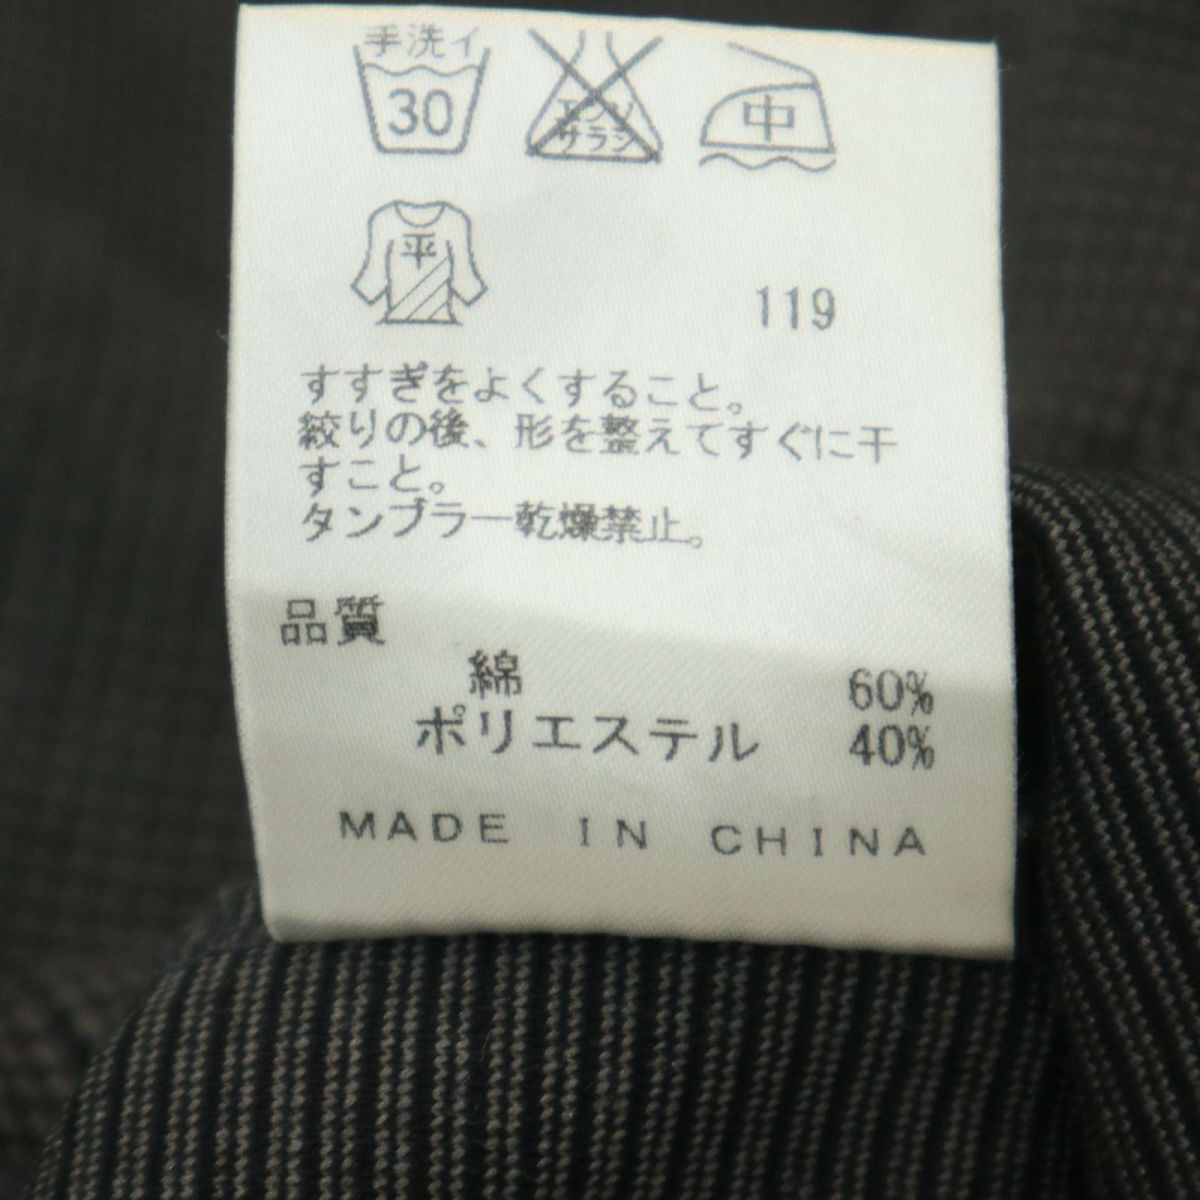 手洗イ
30
エンソ
サラシ
中
平
119
すすぎをよくすること。
絞りの後、形を整えてすぐに干
すこと。
タンブラー乾燥禁止。
品質
綿 60%
ポリエステル 40%
MADE IN CHINA